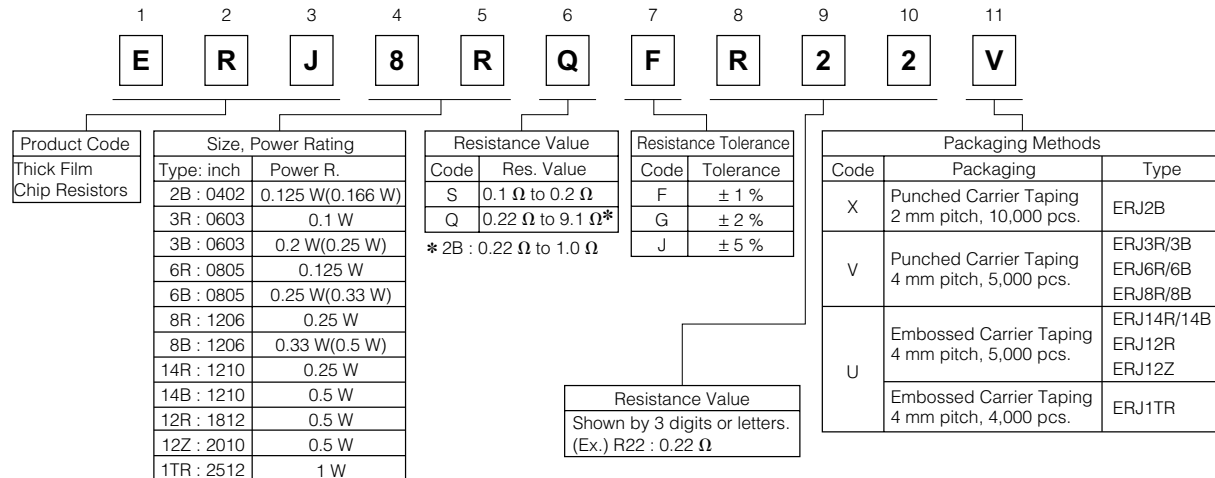 1 2 3 4 5 6 7 8 9 10 11
E R J 8 R Q F R 2 2 V
Product Code
Thick Film
Chip Resistors
Size, Power Rating
Type: inch Power R.
2B : 0402 0.125 W(0.166 W)
3R : 0603 0.1 W
3B : 0603 0.2 W(0.25 W)
6R : 0805 0.125 W
6B : 0805 0.25 W(0.33 W)
8R : 1206 0.25 W
8B : 1206 0.33 W(0.5 W)
14R : 1210 0.25 W
14B : 1210 0.5 W
12R : 1812 0.5 W
12Z : 2010 0.5 W
1TR : 2512 1 W
Resistance Value
Code Res. Value
S 0.1 Ω to 0.2 Ω
Q 0.22 Ω to 9.1 Ω*
* 2B : 0.22 Ω to 1.0 Ω
Resistance Tolerance
Code Tolerance
F ± 1 %
G ± 2 %
J ± 5 %
Resistance Value
Shown by 3 digits or letters.
(Ex.) R22 : 0.22 Ω
Packaging Methods
Code Packaging Type
X Punched Carrier Taping
2 mm pitch, 10,000 pcs. ERJ2B
V Punched Carrier Taping
4 mm pitch, 5,000 pcs.
ERJ3R/3B
ERJ6R/6B
ERJ8R/8B
U Embossed Carrier Taping
4 mm pitch, 5,000 pcs.
ERJ14R/14B
ERJ12R
ERJ12Z
Embossed Carrier Taping
4 mm pitch, 4,000 pcs. ERJ1TR